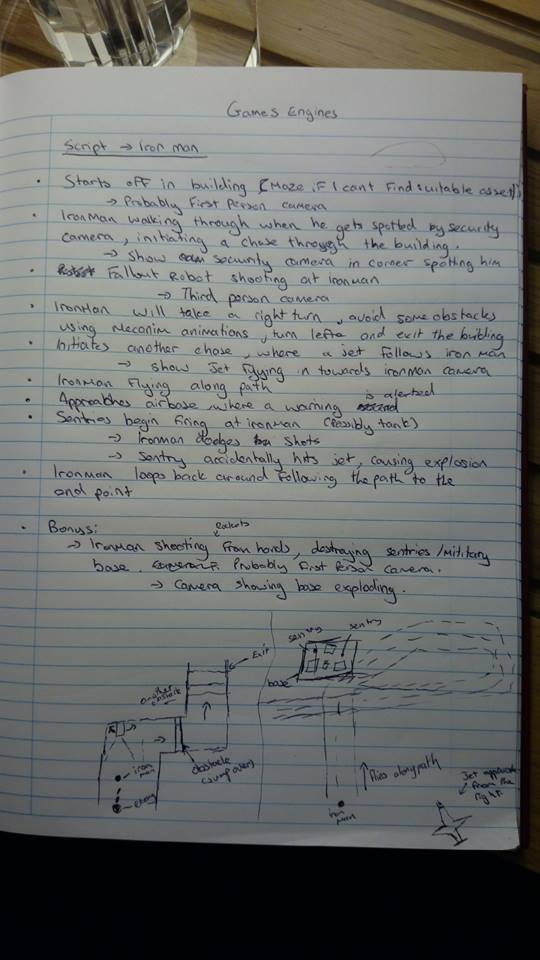 Games Engines
Script → Iron man
• Starts off in building (Maze if I cant find suitable asset)
→ Probably First Person camera
• IronMan walking through when he gets spotted by security
camera, initiating a chase through the building.
→ Show security camera in corner spotting him
• Fallout Robot shooting at ironman
→ Third person camera
• IronMan will take a right turn, avoid some obstacles
using Mecanim animations, turn left and exit the building
• Initiates another chase, where a jet follows iron man
→ show Jet flying in towards ironman camera
• IronMan flying along path
• Approaches airbase where a warning is alerted
• Sentries begin firing at ironman (Possibly tank)
→ Ironman dodges shots
→ Sentry accidentally hits jet, causing explosion
• Ironman loops back around following the path to the
end point
• Bonus:
→ Ironman shooting rockets from hands, destroying sentries/Military
base. Probably First Person camera.
→ Camera showing base exploding.
sentry
sentry
Exit
base
another obstacle
obstacle
(jump over)
iron
man
enemy
flies along path
iron
man
Jet
from the
right